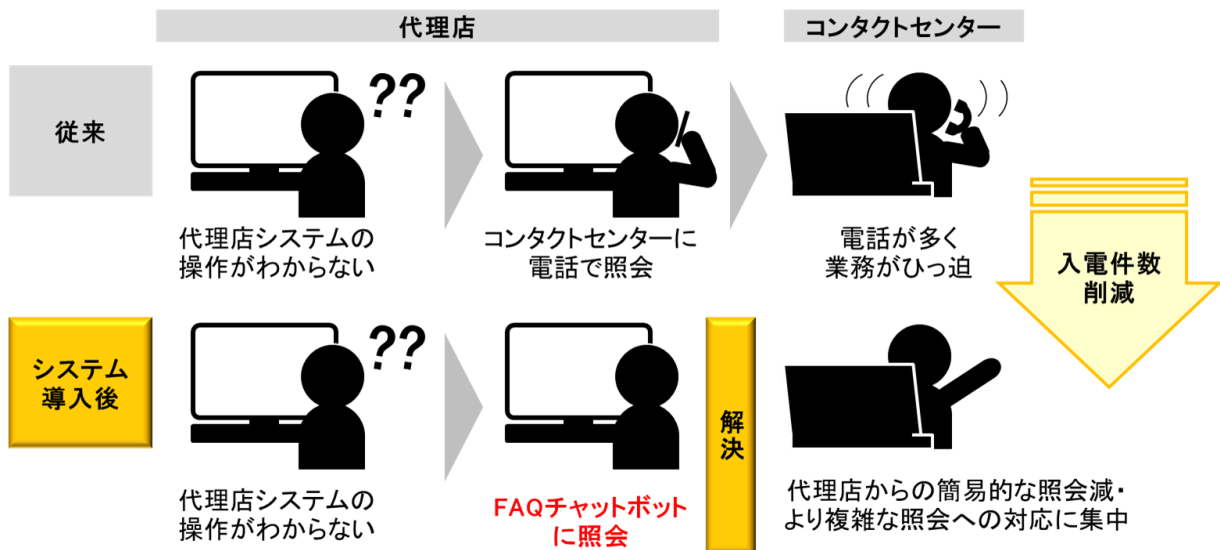 代理店
コンタクトセンター
従来
??
代理店システムの
操作がわからない
コンタクトセンターに
電話で照会
電話が多く
業務がひっ迫
入電件数
削減
システム
導入後
??
代理店システムの
操作がわからない
FAQチャットボット
に照会
解決
代理店からの簡易的な照会減・
より複雑な照会への対応に集中